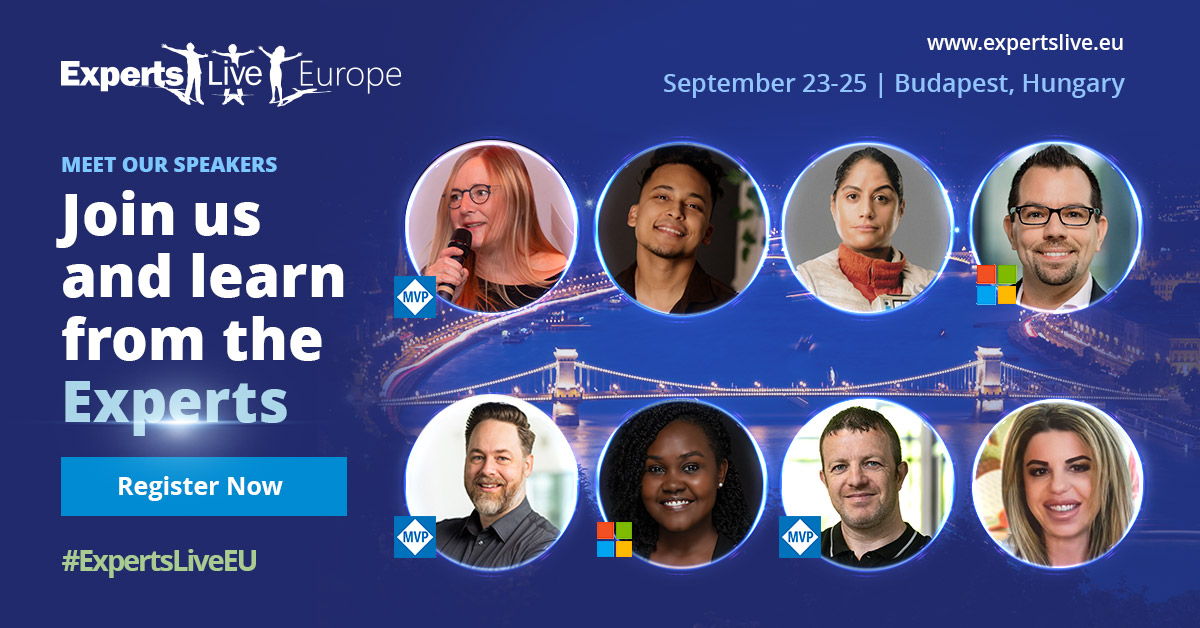 Experts Live Europe
www.expertslive.eu
September 23-25 | Budapest, Hungary
MEET OUR SPEAKERS
Join us
and learn
from the
Experts
Register Now
#ExpertsLiveEU
MVP
MVP
MVP